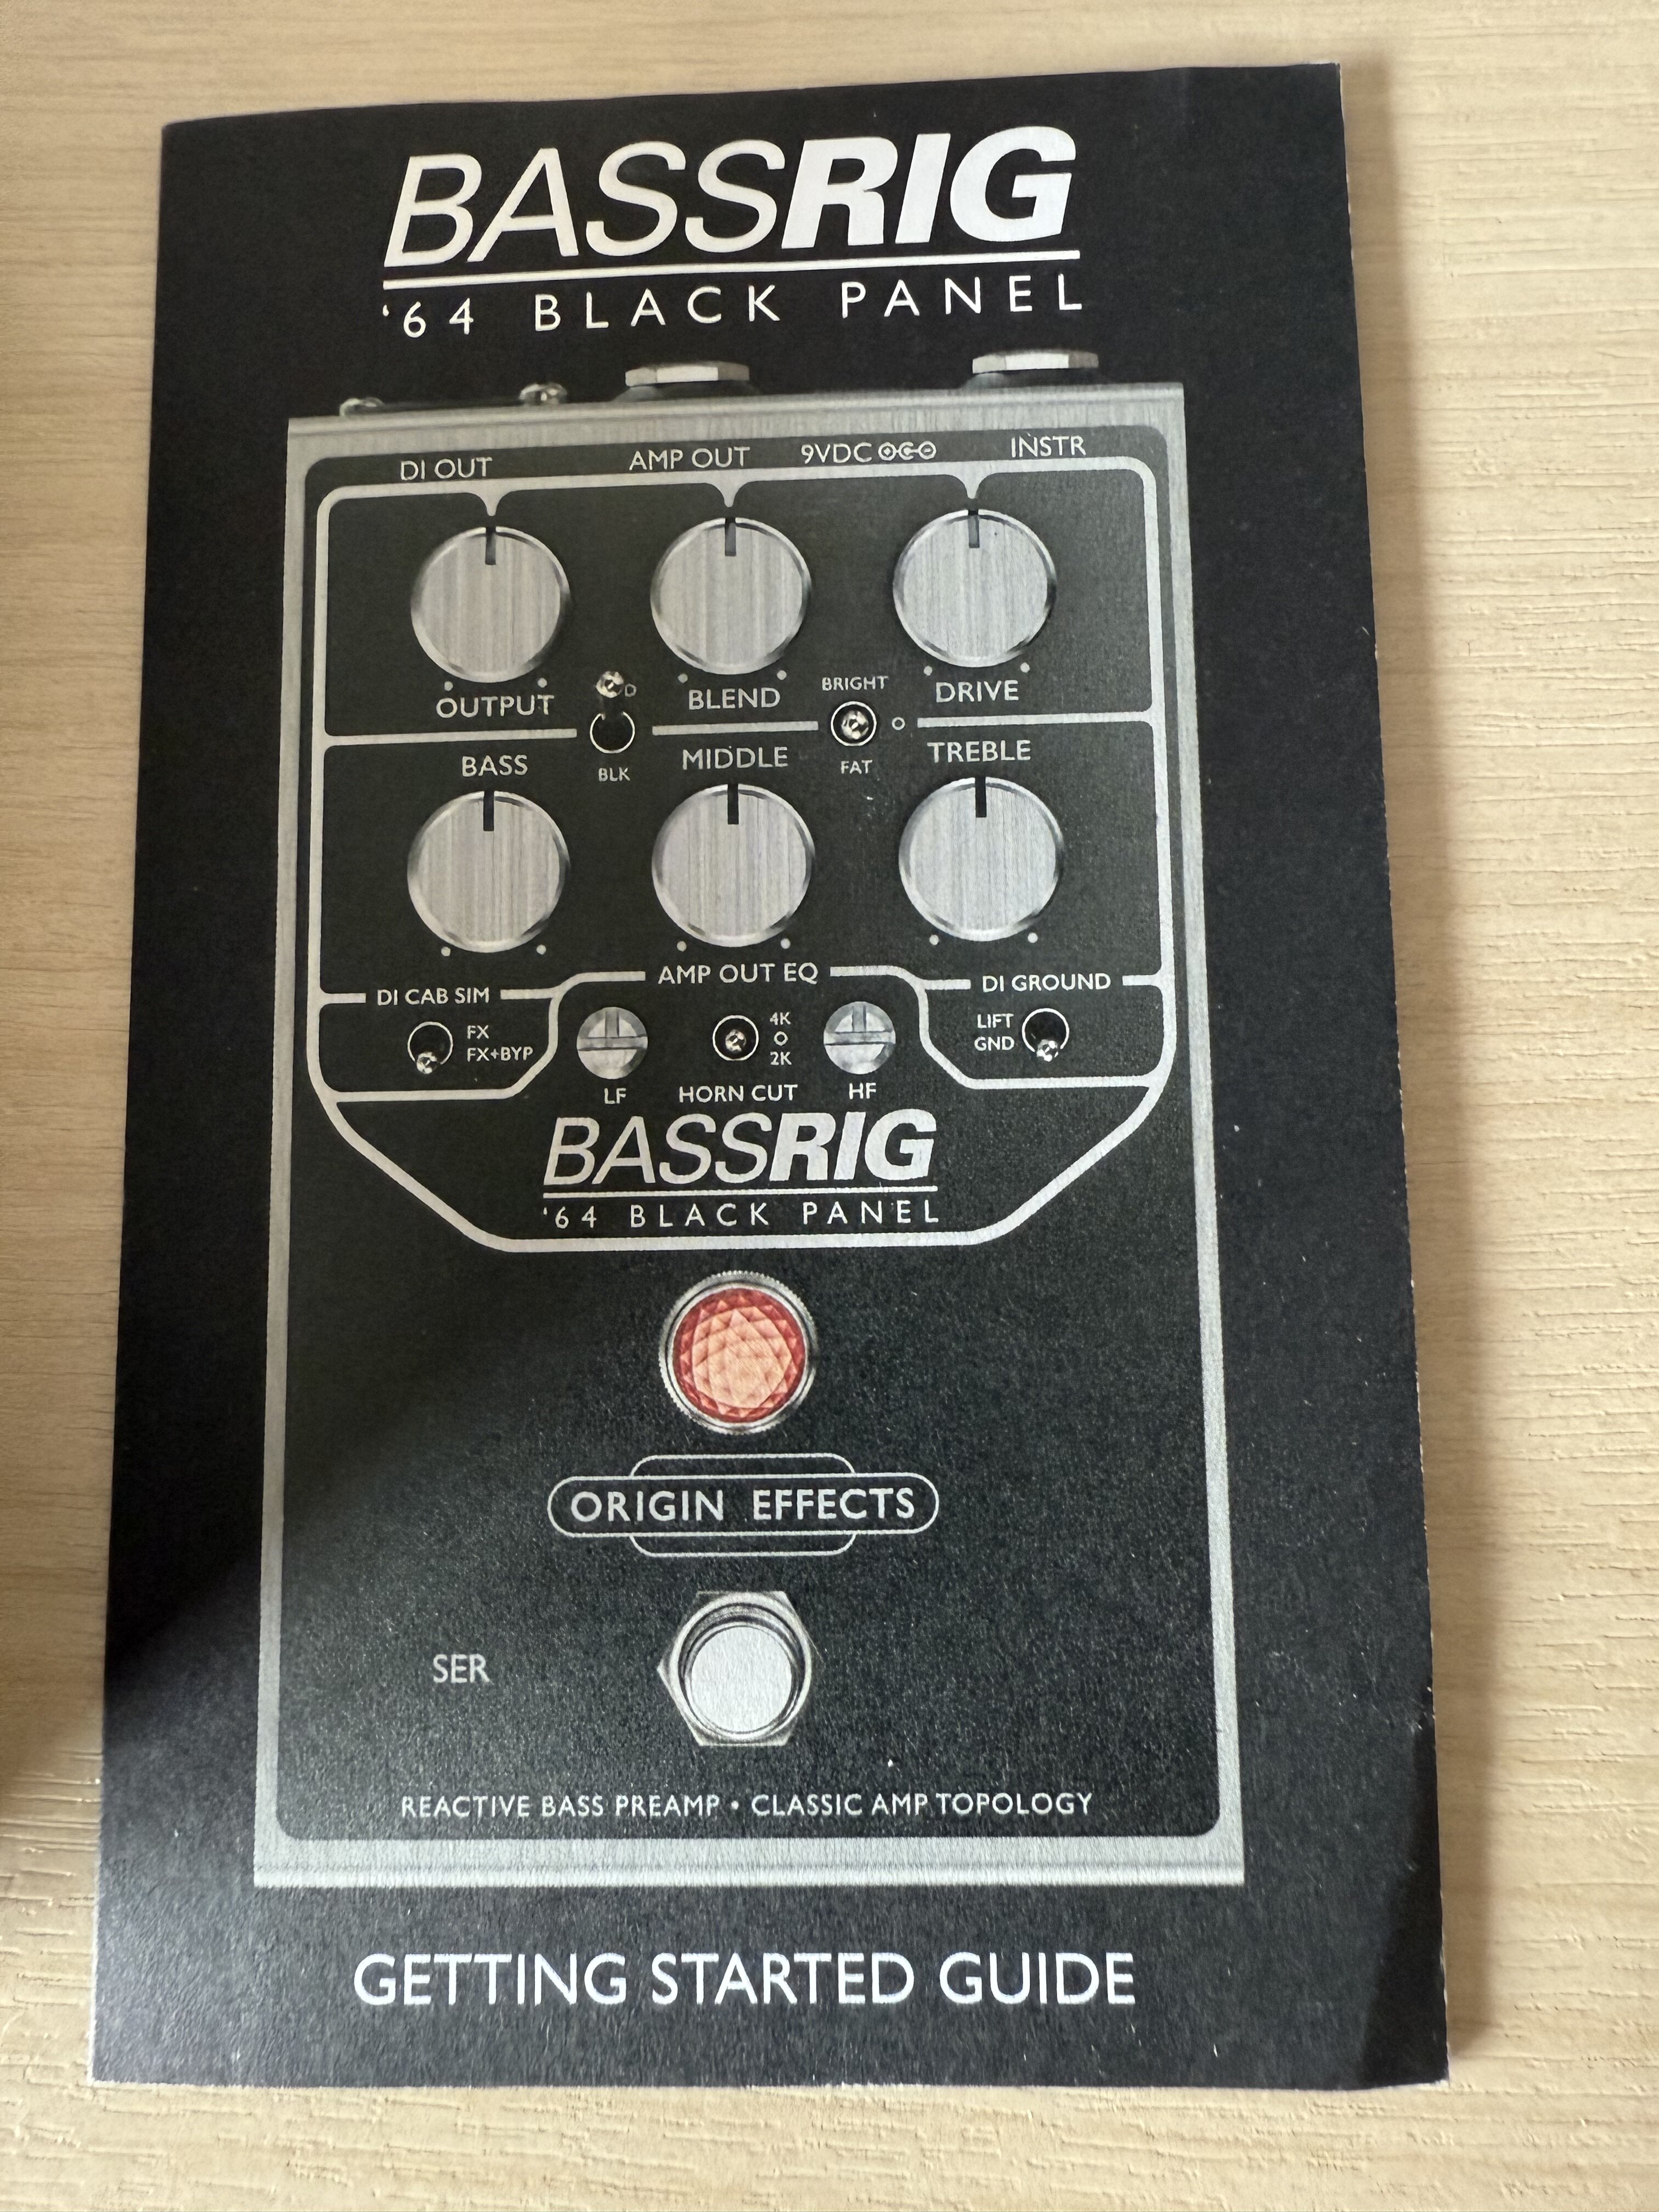 BASSRIG
'64 BLACK PANEL
DI OUT AMP OUT 9VDC INSTR
OUTPUT BLEND BRIGHT DRIVE
BASS BLK MIDDLE FAT TREBLE
DI CAB SIM AMP OUT EQ DI GROUND
FX 4K LIFT
FX+BYP 2K GND
LF HORN CUT HF
BASSRIG
'64 BLACK PANEL
ORIGIN EFFECTS
SER
REACTIVE BASS PREAMP • CLASSIC AMP TOPOLOGY
GETTING STARTED GUIDE